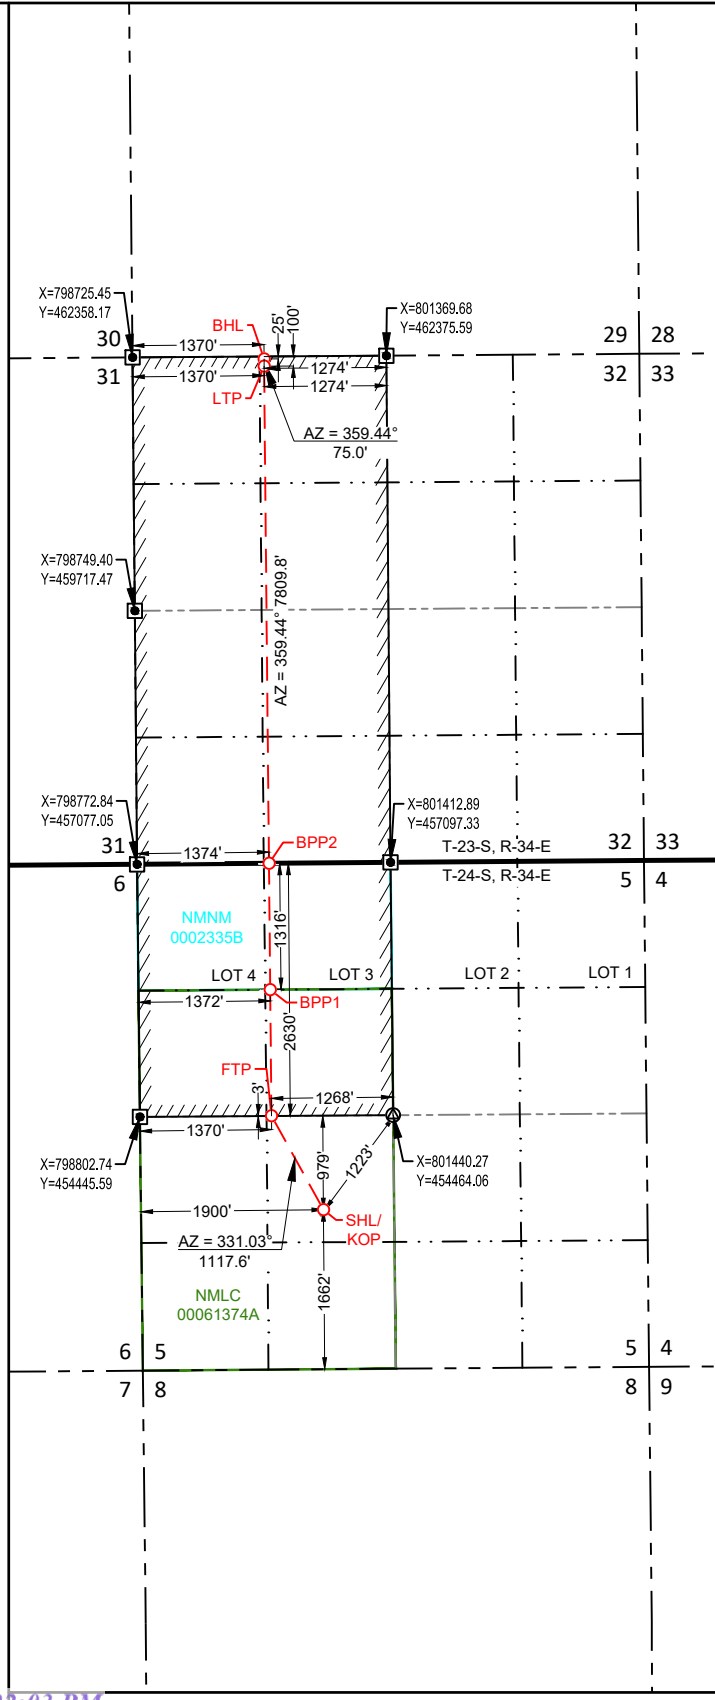 X=798725.45
Y=462358.17
X=801369.68
Y=462375.59
30
29
28
31
32
33
BHL
LTP
1370'
1370'
25'
100'
1274'
1274'
AZ = 359.44°
75.0'
X=798749.40
Y=459717.47
AZ = 359.44° 7809.8'
X=798772.84
Y=457077.05
X=801412.89
Y=457097.33
31
1374'
BPP2
T-23-S, R-34-E
32
33
6
T-24-S, R-34-E
5
4
NMNM
0002335B
1316'
LOT 4
LOT 3
LOT 2
LOT 1
1372'
BPP1
2630'
FTP
3'
1268'
1370'
X=798802.74
Y=454445.59
979'
1223'
X=801440.27
Y=454464.06
1900'
SHL/
KOP
AZ = 331.03°
1117.6'
1662'
NMLC
00061374A
6
5
5
4
7
8
8
9